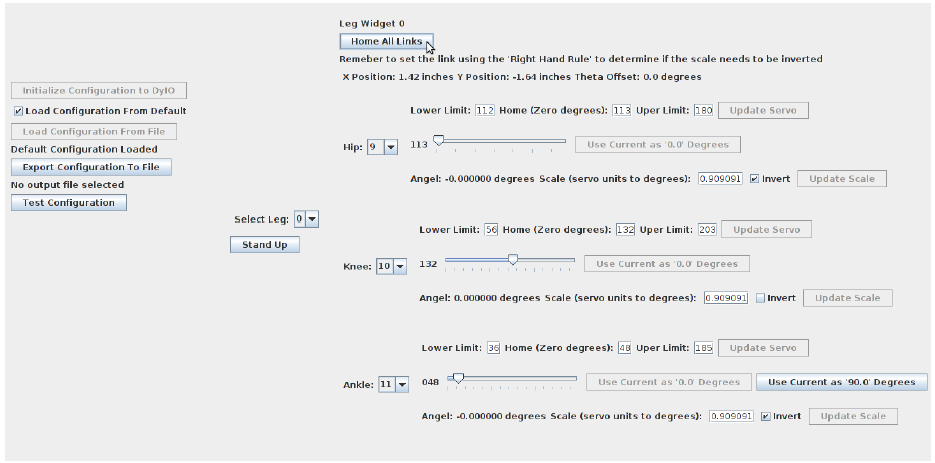 Leg Widget 0
Home All Links
Remeber to set the link using the 'Right Hand Rule' to determine if the scale needs to be inverted
X Position: 1.42 inches Y Position: -1.64 inches Theta Offset: 0.0 degrees
Initialize Configuration to DyIO
Load Configuration From Default
Load Configuration From File
Default Configuration Loaded
Export Configuration To File
No output file selected
Test Configuration
Select Leg: 0
Stand Up
Lower Limit: 112 Home (Zero degrees): 113 Uper Limit: 180 Update Servo
Hip: 9 113 Use Current as '0.0' Degrees
Angel: -0.000000 degrees Scale (servo units to degrees): 0.909091 Invert Update Scale
Lower Limit: 56 Home (Zero degrees): 132 Uper Limit: 203 Update Servo
Knee: 10 132 Use Current as '0.0' Degrees
Angel: 0.000000 degrees Scale (servo units to degrees): 0.909091 Invert Update Scale
Lower Limit: 36 Home (Zero degrees): 48 Uper Limit: 185 Update Servo
Ankle: 11 048 Use Current as '0.0' Degrees Use Current as '90.0' Degrees
Angel: -0.000000 degrees Scale (servo units to degrees): 0.909091 Invert Update Scale